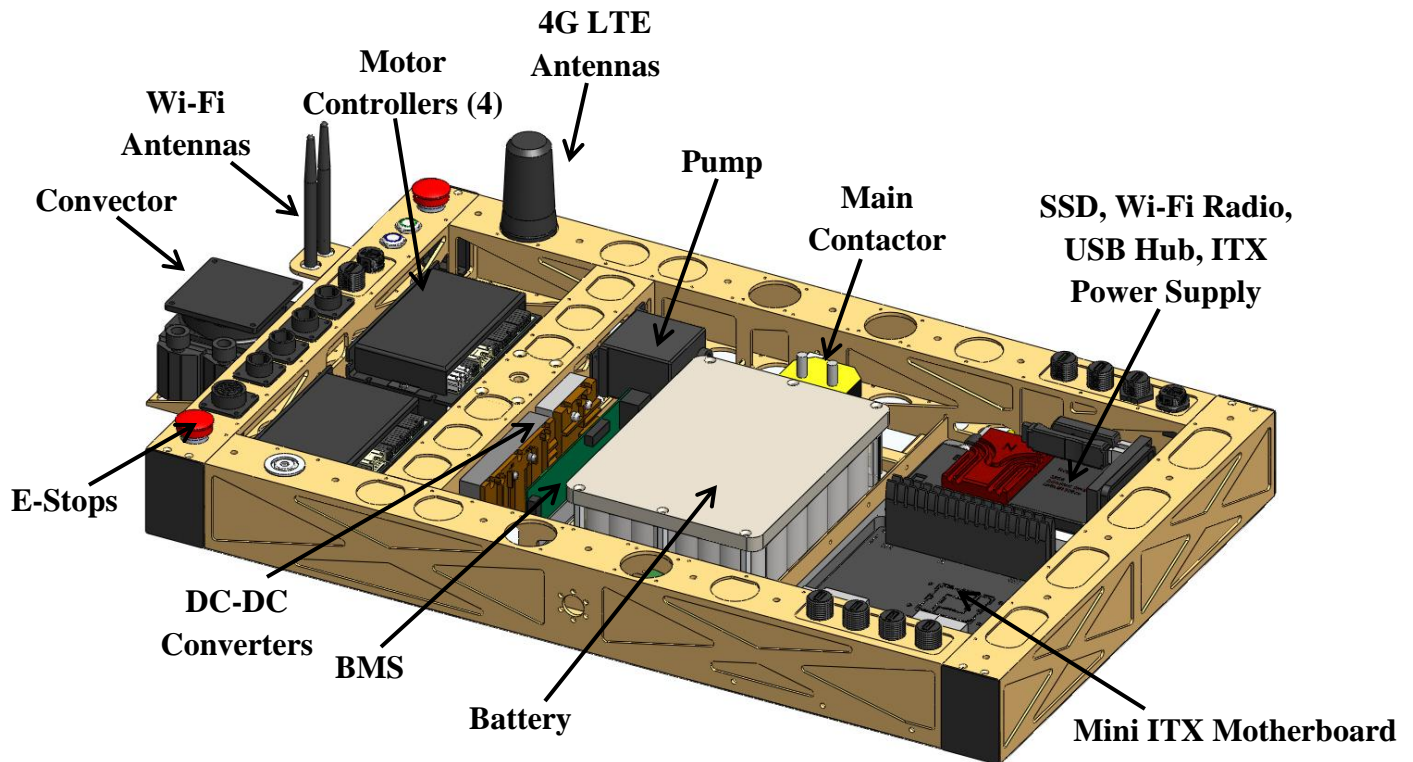 4G LTE
Antennas
Motor
Controllers (4)
Wi-Fi
Antennas
Pump
Convector
Main
Contactor
SSD, Wi-Fi Radio,
USB Hub, ITX
Power Supply
E-Stops
DC-DC
Converters
BMS
Battery
Mini ITX Motherboard